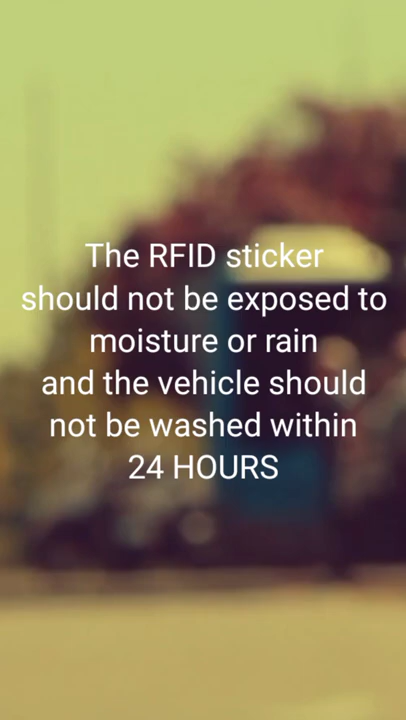 The RFID sticker
should not be exposed to
moisture or rain
and the vehicle should
not be washed within
24 HOURS